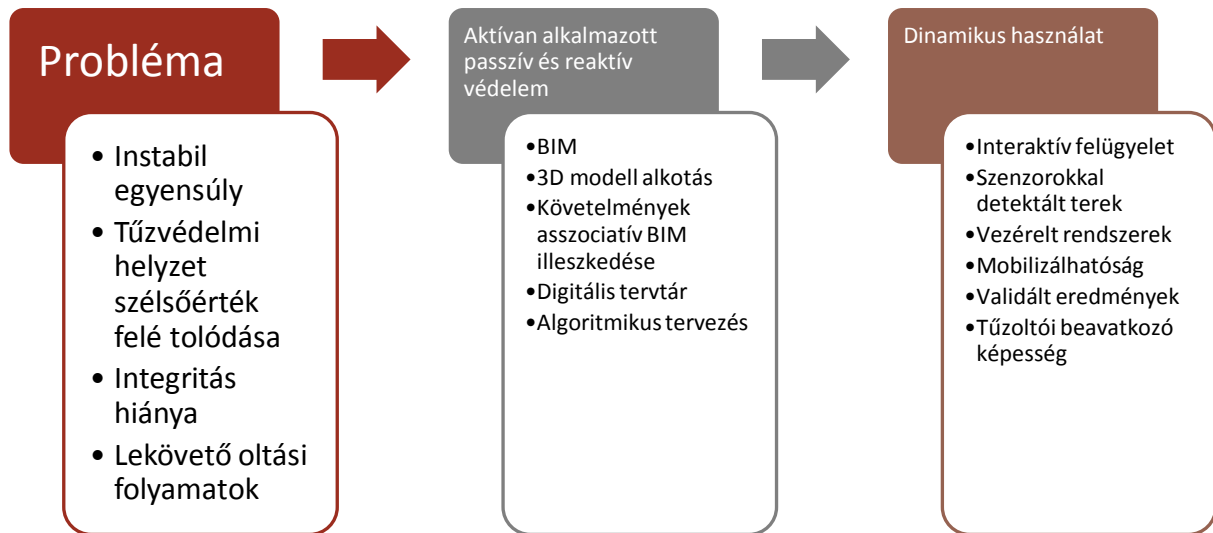 Probléma
• Instabil
egyensúly
• Tűzvédelmi
helyzet
szélsőérték
felé tolódása
• Integritás
hiánya
• Lekövető oltási
folyamatok
Aktívan alkalmazott
passzív és reaktív
védelem
•BIM
•3D modell alkotás
•Követelmények
asszociatív BIM
illeszkedése
•Digitális tervtár
•Algoritmikus tervezés
Dinamikus használat
•Interaktív felügyelet
•Szenzorokkal
detektált terek
•Vezérelt rendszerek
•Mobilizálhatóság
•Validált eredmények
•Tűzoltói beavatkozó
képesség